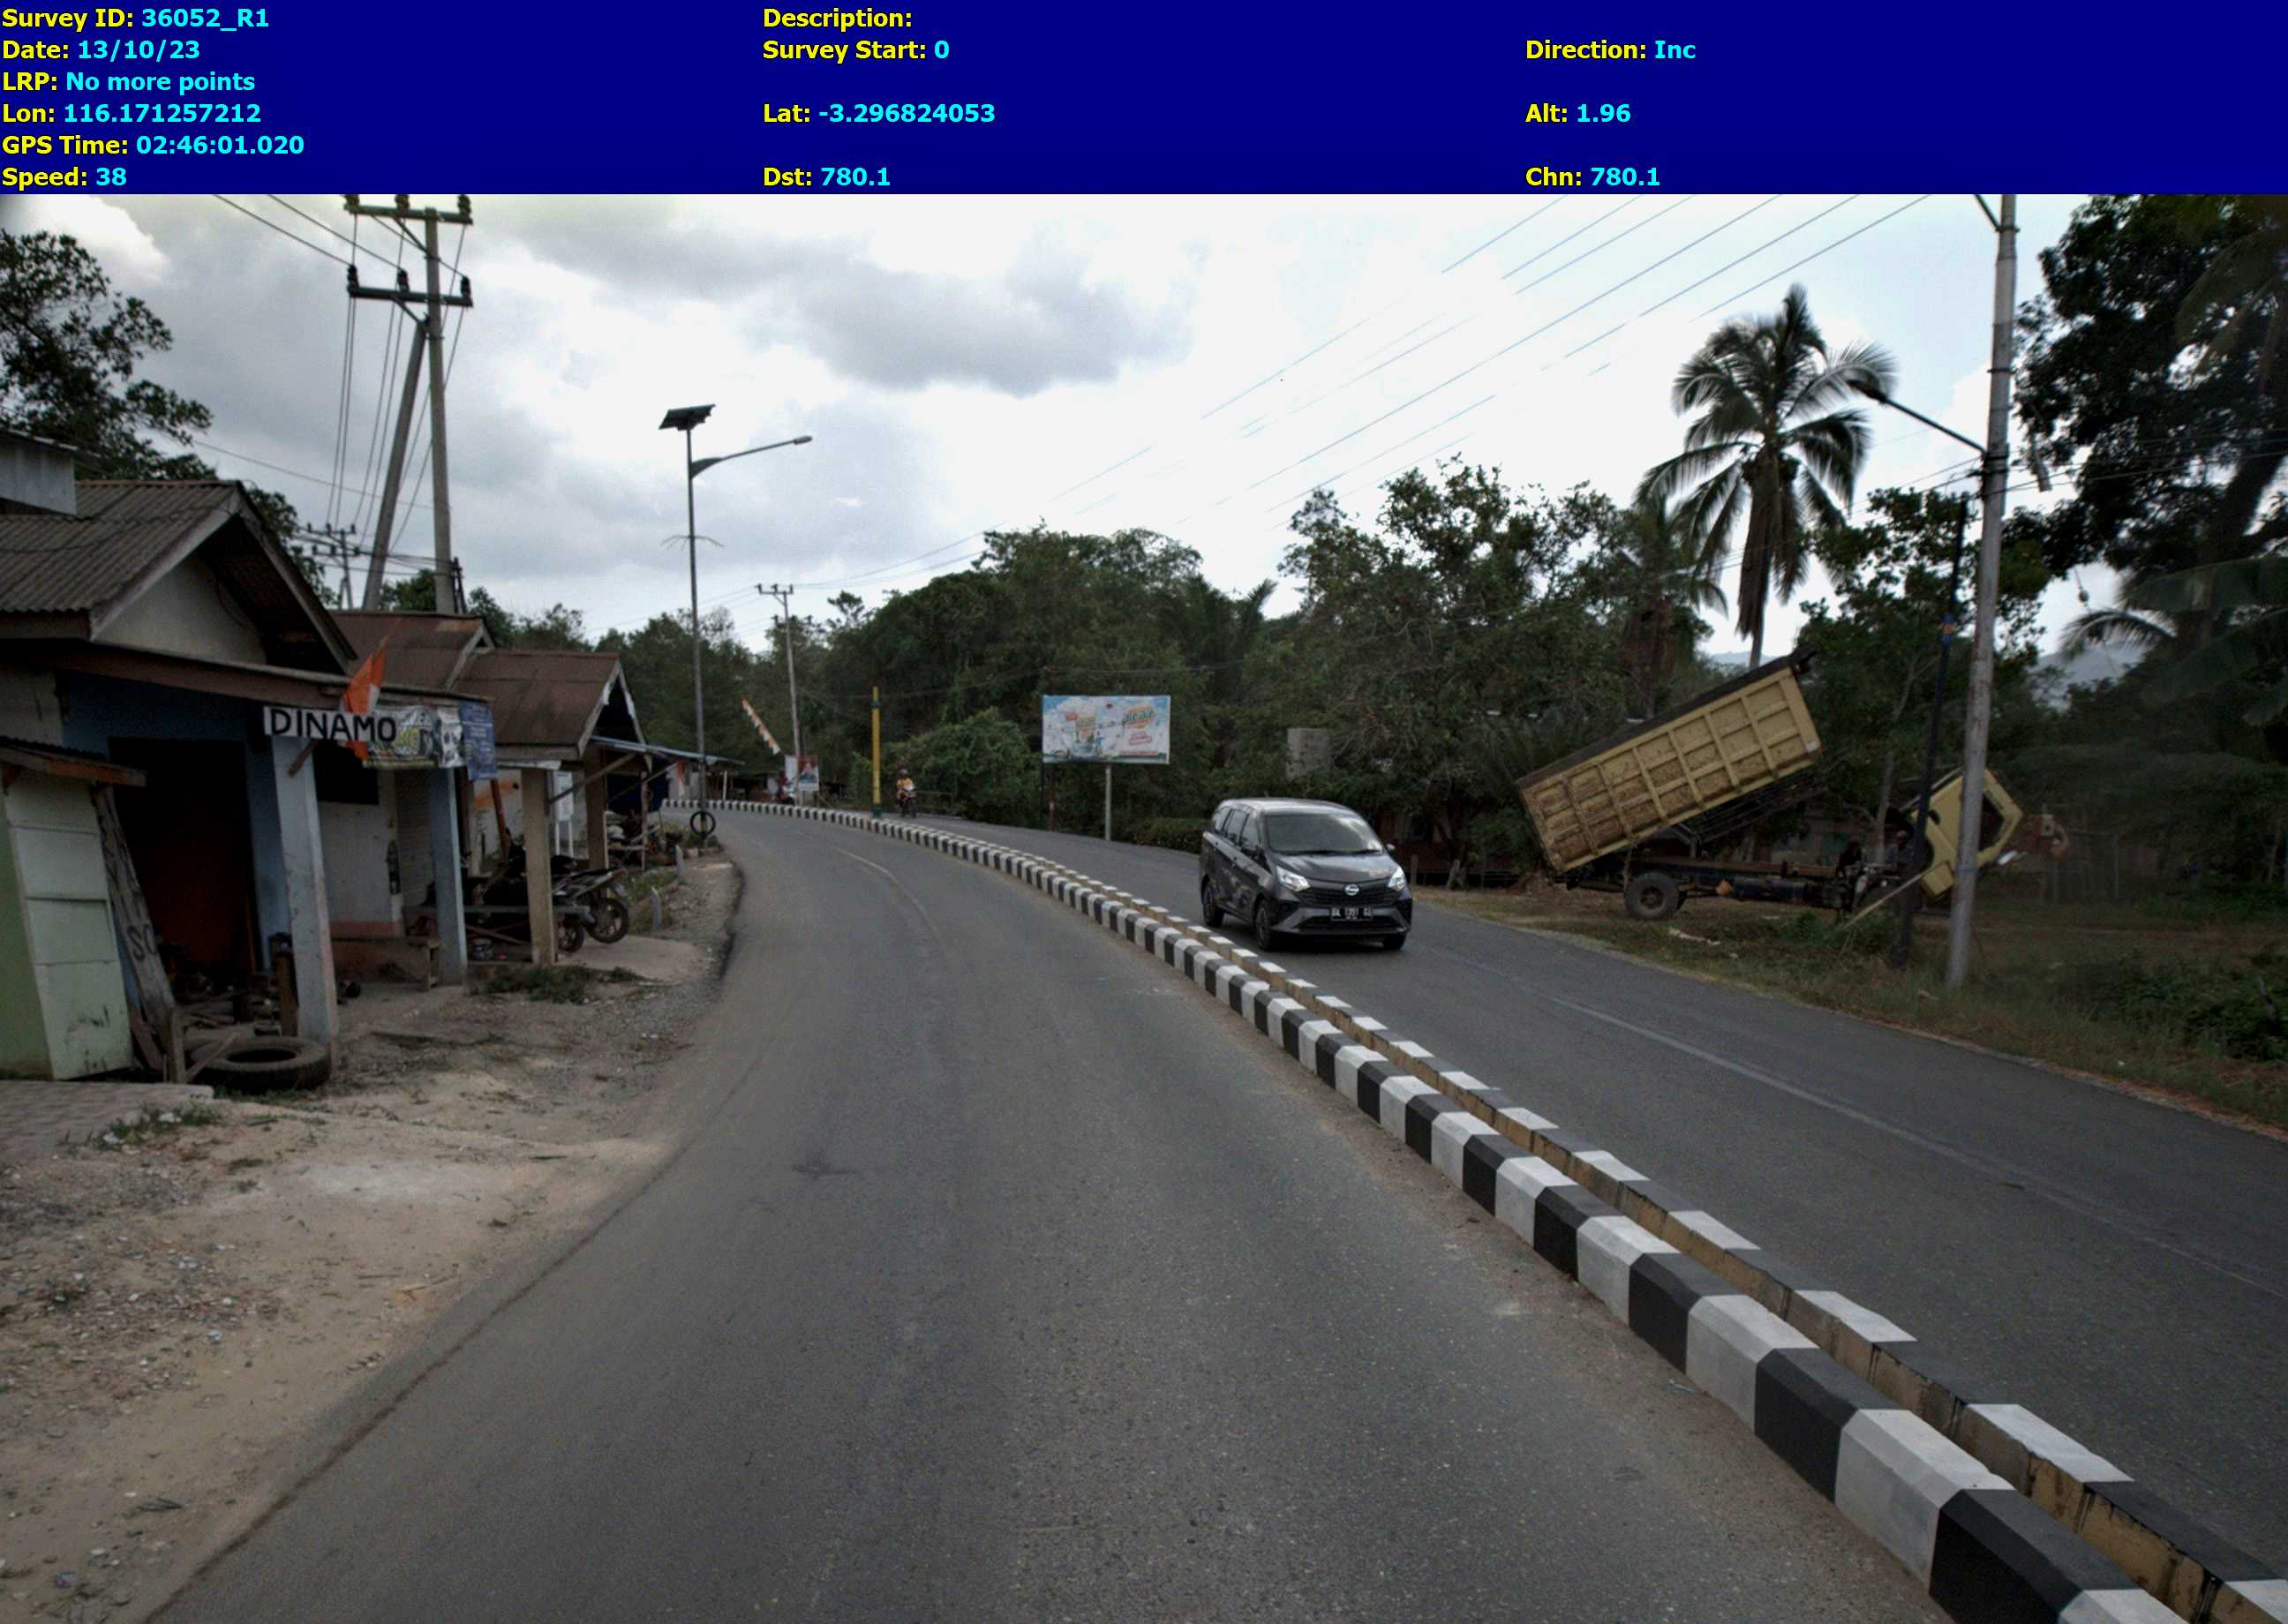 Survey ID: 36052_R1
Description:
Date: 13/10/23
Survey Start: 0
Direction: Inc
LRP: No more points
Lon: 116.171257212
Lat: -3.296824053
Alt: 1.96
GPS Time: 02:46:01.020
Speed: 38
Dst: 780.1
Chn: 780.1
DINAMO